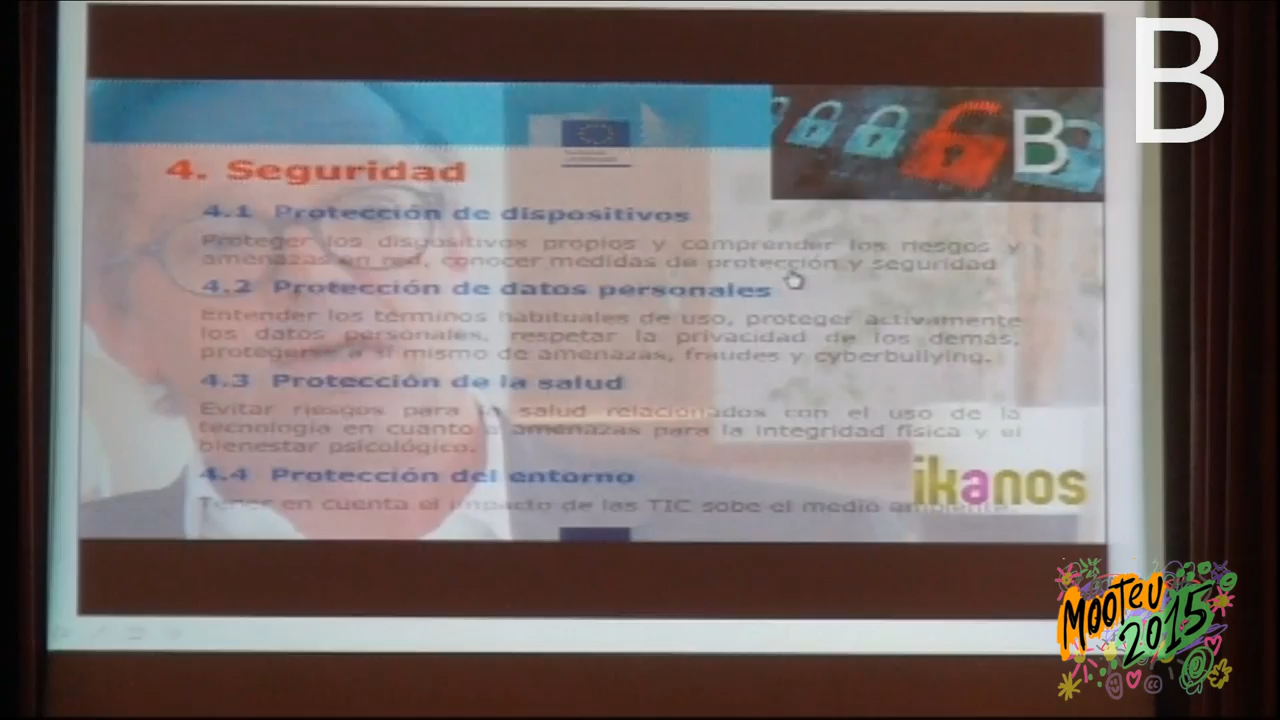 B
B
4. Seguridad
4.1 Protección de dispositivos
Proteger los dispositivos propios y comprender los riesgos y
amenazas en red, conocer medidas de protección y seguridad
4.2 Protección de datos personales
Entender los términos habituales de uso, proteger activamente
los datos personales, respetar la privacidad de los demás,
protegerse a sí mismo de amenazas, fraudes y cyberbullying.
4.3 Protección de la salud
Evitar riesgos para la salud relacionados con el uso de la
tecnología en cuanto a amenazas para la integridad física y el
bienestar psicológico.
4.4 Protección del entorno
Tener en cuenta el impacto de las TIC sobe el medio ambiente.
ikanos
MOOTEU
2015